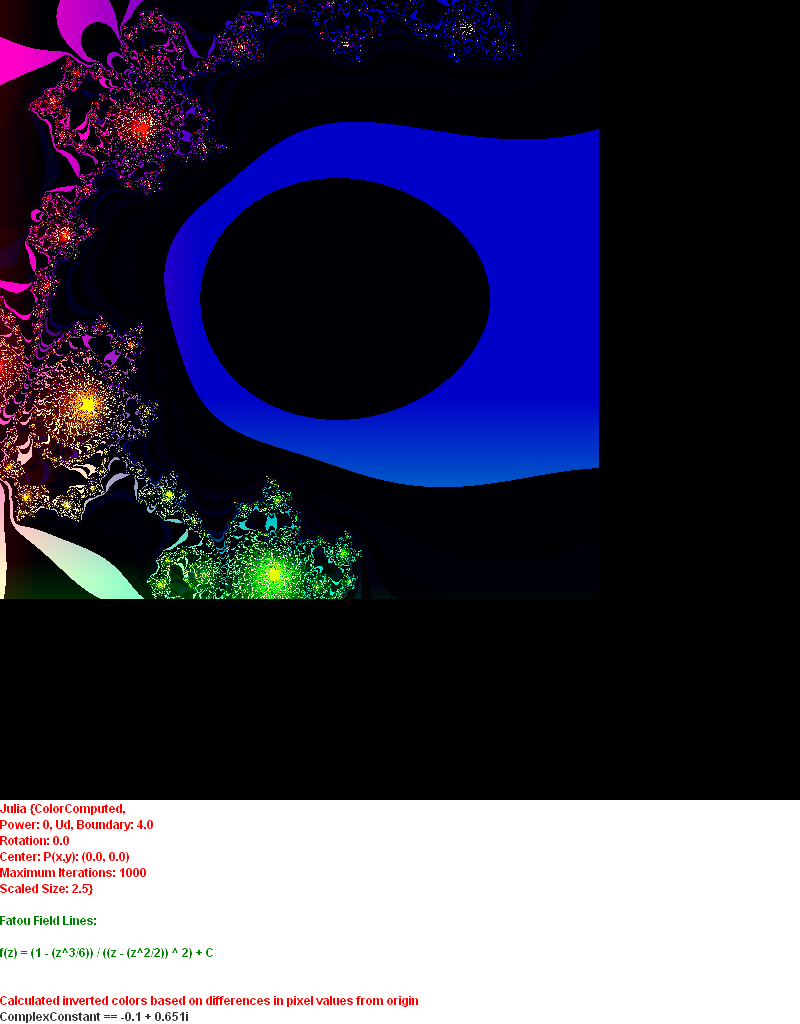 Julia {ColorComputed,
Power: 0, Ud, Boundary: 4.0
Rotation: 0.0
Center: P(x,y): (0.0, 0.0)
Maximum Iterations: 1000
Scaled Size: 2.5}
Fatou Field Lines:
f(z) = (1 - (z^3/6)) / ((z - (z^2/2)) ^ 2) + C
Calculated inverted colors based on differences in pixel values from origin
ComplexConstant == -0.1 + 0.651i